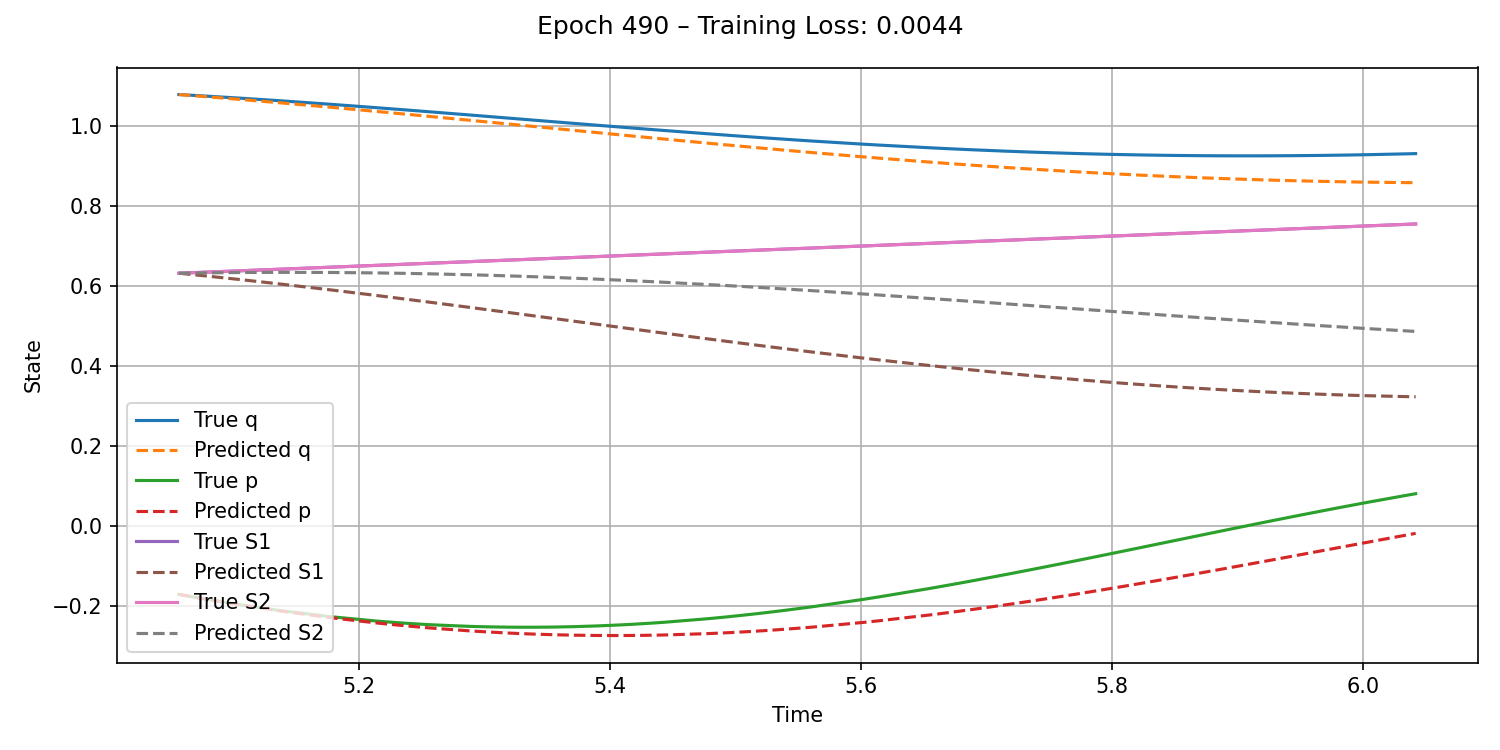 Epoch 490 – Training Loss: 0.0044
1.0
0.8
0.6
0.4
0.2
0.0
−0.2
State
True q
Predicted q
True p
Predicted p
True S1
Predicted S1
True S2
Predicted S2
5.2 5.4 5.6 5.8 6.0
Time